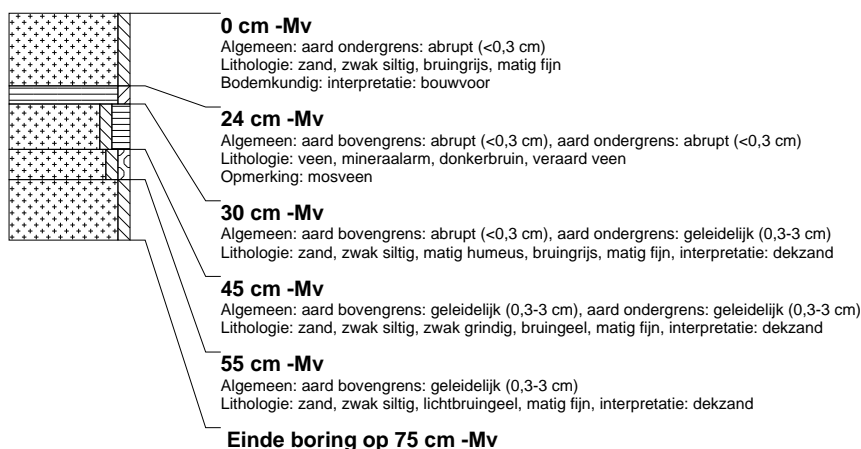 0 cm -Mv
Algemeen: aard ondergrens: abrupt (<0,3 cm)
Lithologie: zand, zwak siltig, bruingrijs, matig fijn
Bodemkundig: interpretatie: bouwvoor
24 cm -Mv
Algemeen: aard bovengrens: abrupt (<0,3 cm), aard ondergrens: abrupt (<0,3 cm)
Lithologie: veen, mineraalarm, donkerbruin, veraard veen
Opmerking: mosveen
30 cm -Mv
Algemeen: aard bovengrens: abrupt (<0,3 cm), aard ondergrens: geleidelijk (0,3-3 cm)
Lithologie: zand, zwak siltig, matig humeus, bruingrijs, matig fijn, interpretatie: dekzand
45 cm -Mv
Algemeen: aard bovengrens: geleidelijk (0,3-3 cm), aard ondergrens: geleidelijk (0,3-3 cm)
Lithologie: zand, zwak siltig, zwak grindig, bruingeel, matig fijn, interpretatie: dekzand
55 cm -Mv
Algemeen: aard bovengrens: geleidelijk (0,3-3 cm)
Lithologie: zand, zwak siltig, lichtbruingeel, matig fijn, interpretatie: dekzand
Einde boring op 75 cm -Mv